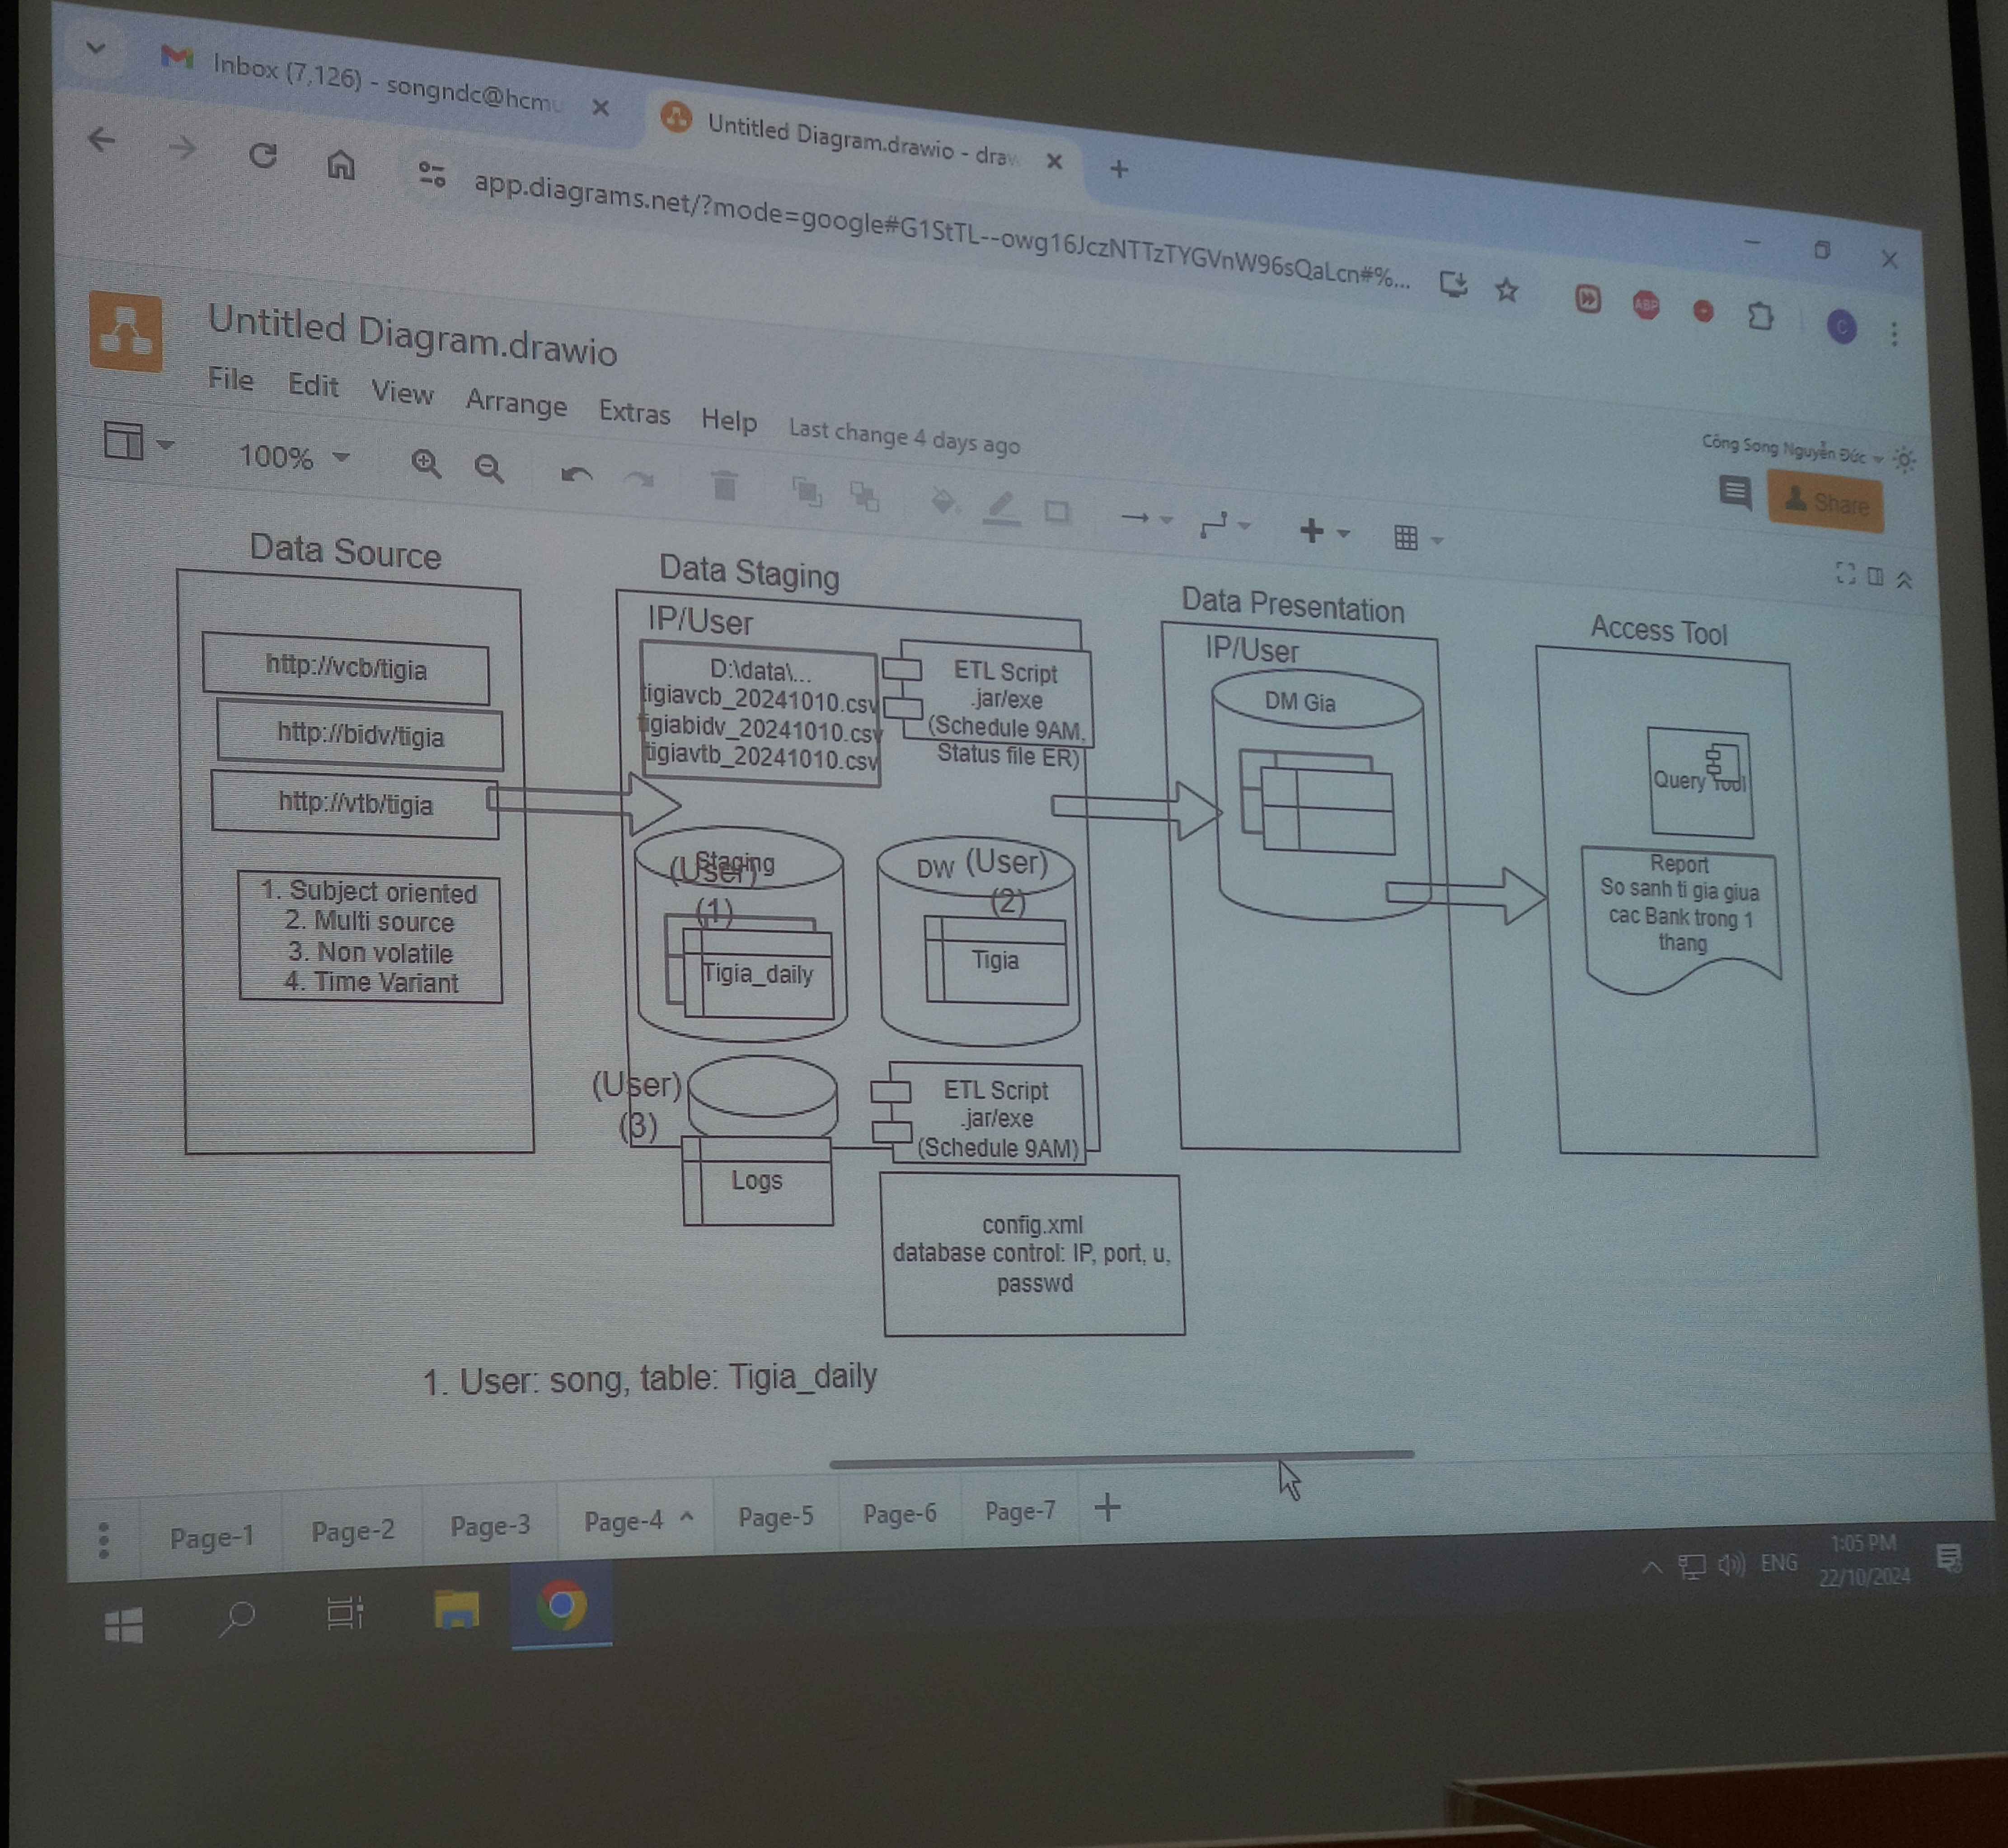 Inbox (7,126) - songndc@hcmu
Untitled Diagram.drawio - draw
app.diagrams.net/?mode=google#G1StTL--owg16JczNTTzTYGVnW96sQaLcn#%...
ABP
C
Untitled Diagram.drawio
File Edit View Arrange Extras Help Last change 4 days ago
Công Song Nguyễn Đức
100%
Share
Data Source
http://vcb/tigia
http://bidv/tigia
http://vtb/tigia
1. Subject oriented
2. Multi source
3. Non volatile
4. Time Variant
Data Staging
IP/User
D:\data\...
tigiavcb_20241010.csv
tigiabidv_20241010.csv
tigiavtb_20241010.csv
ETL Script
.jar/exe
(Schedule 9AM,
Status file ER)
Staging
(User)
(1)
Tigia_daily
DW (User)
(2)
Tigia
(User)
(3)
Logs
ETL Script
.jar/exe
(Schedule 9AM)
config.xml
database control: IP, port, u,
passwd
Data Presentation
IP/User
DM Gia
Access Tool
Query Tool
Report
So sanh ti gia giua
cac Bank trong 1
thang
1. User: song, table: Tigia_daily
Page-1 Page-2 Page-3 Page-4 Page-5 Page-6 Page-7
ENG
1:05 PM
22/10/2024